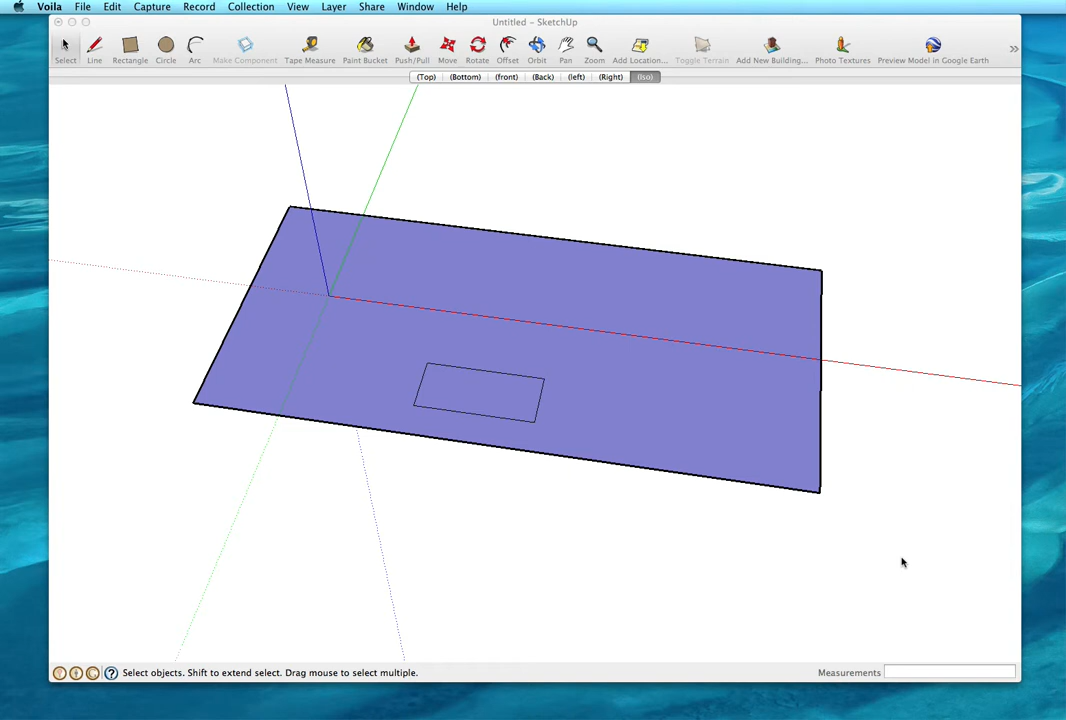 Voila File Edit Capture Record Collection View Layer Share Window Help
Untitled – SketchUp
Select Line Rectangle Circle Arc Make Component Tape Measure Paint Bucket Push/Pull Move Rotate Offset Orbit Pan Zoom Add Location... Toggle Terrain Add New Building... Photo Textures Preview Model in Google Earth
(Top) (Bottom) (front) (Back) (left) (Right) (Iso)
Select objects. Shift to extend select. Drag mouse to select multiple. Measurements